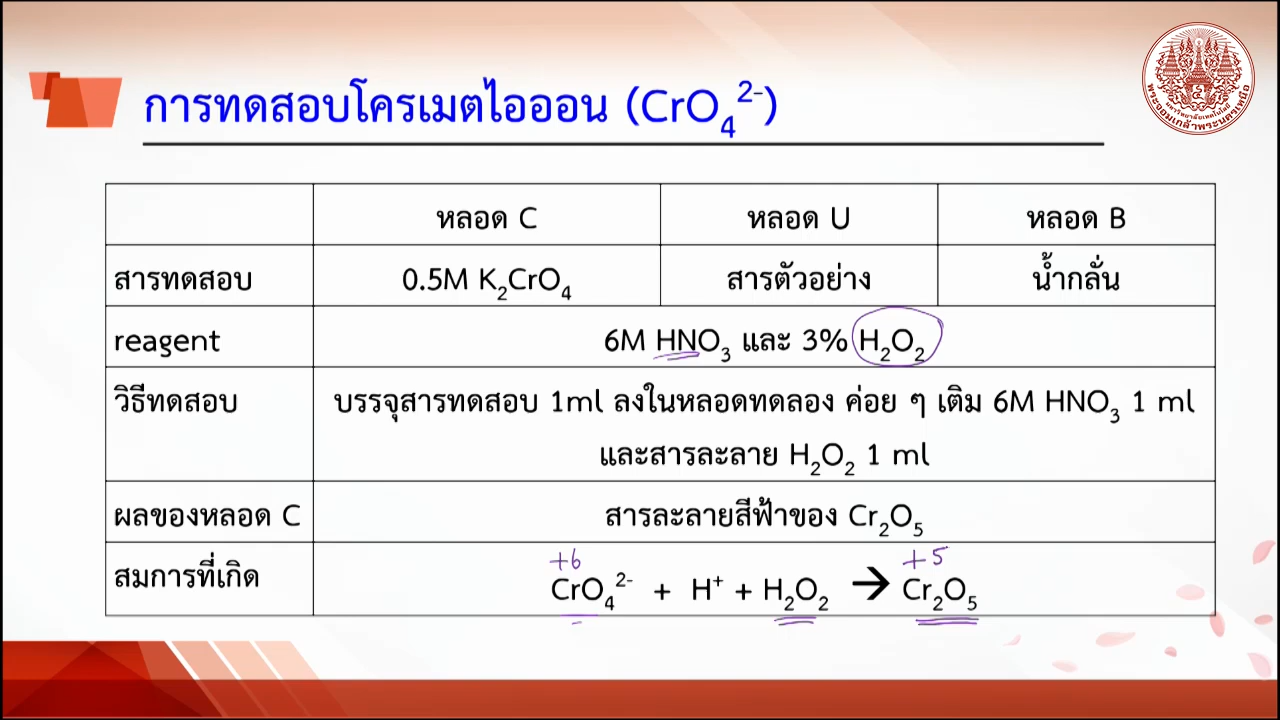 การทดสอบโครเมตไอออน (CrO₄²⁻)
หลอด C หลอด U หลอด B
สารทดสอบ 0.5M K₂CrO₄ สารตัวอย่าง น้ำกลั่น
reagent 6M HNO₃ และ 3% H₂O₂
วิธีทดสอบ บรรจุสารทดสอบ 1ml ลงในหลอดทดลอง ค่อย ๆ เติม 6M HNO₃ 1 ml
และสารละลาย H₂O₂ 1 ml
ผลของหลอด C สารละลายสีฟ้าของ Cr₂O₅
+6 +5
สมการที่เกิด CrO₄²⁻ + H⁺ + H₂O₂ → Cr₂O₅